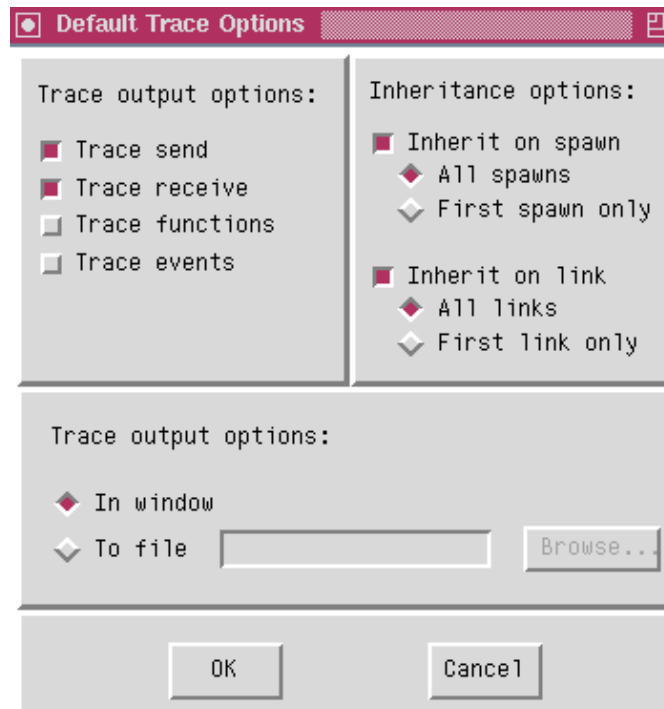 Default Trace Options
Trace output options:
Trace send
Trace receive
Trace functions
Trace events
Inheritance options:
Inherit on spawn
All spawns
First spawn only
Inherit on link
All links
First link only
Trace output options:
In window
To file
Browse...
OK
Cancel